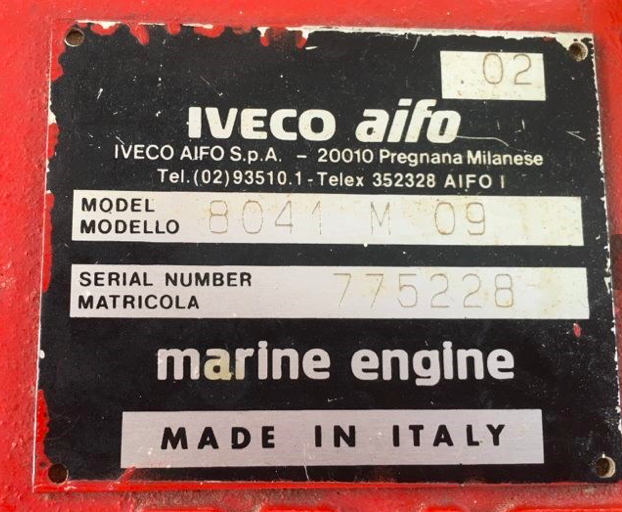 .02
IVECO aifo
IVECO AIFO S.p.A. – 20010 Pregnana Milanese
Tel.(02)93510.1-Telex 352328 AIFO I
MODEL
MODELLO 8041 M 09
SERIAL NUMBER
MATRICOLA 775228
marine engine
MADE IN ITALY